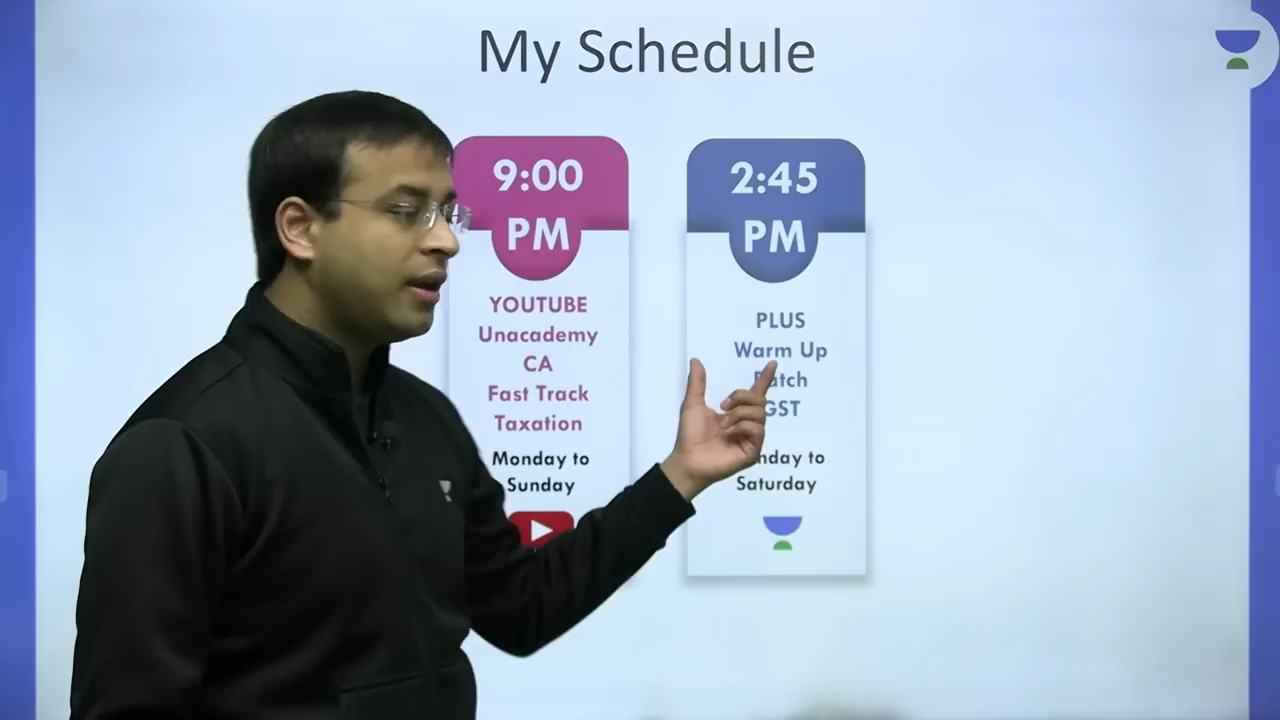 My Schedule
9:00
PM
YOUTUBE
Unacademy
CA
Fast Track
Taxation
Monday to
Sunday
2:45
PM
PLUS
Warm Up
GST
Saturday